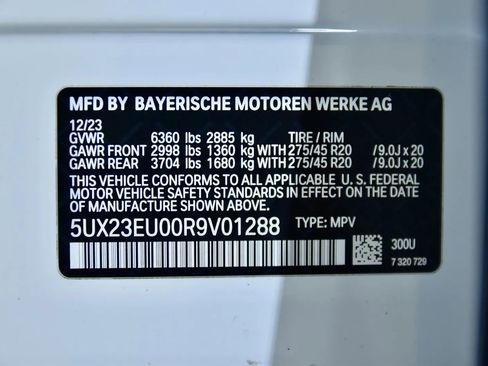 MFD BY BAYERISCHE MOTOREN WERKE AG
12/23
GVWR 6360 lbs 2885 kg TIRE / RIM
GAWR FRONT 2998 lbs 1360 kg WITH 275/45 R20 /9.0J x 20
GAWR REAR 3704 lbs 1680 kg WITH 275/45 R20 /9.0J x 20
THIS VEHICLE CONFORMS TO ALL APPLICABLE U.S. FEDERAL
MOTOR VEHICLE SAFETY STANDARDS IN EFFECT ON THE DATE
OF MANUFACTURE SHOWN ABOVE.
5UX23EU00R9V01288 TYPE: MPV
300U
7 320 729